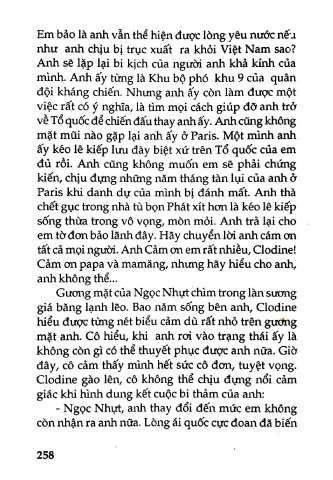 Em bảo là anh vẫn thể hiện được lòng yêu nước nếu
như anh chịu bị trục xuất ra khỏi Việt Nam sao?
Anh sẽ lặp lại bi kịch của người anh khả kính của
mình. Anh ấy từng là Khu bộ phó khu 9 của quân
đội kháng chiến. Nhưng anh ấy còn làm được một
việc rất có ý nghĩa, là tìm mọi cách giúp đỡ anh trở
về Tổ quốc để chiến đấu thay anh ấy. Anh cũng không
mặt mũi nào gặp lại anh ấy ở Paris. Một mình anh
ấy kéo lê kiếp lưu đày biệt xứ trên Tổ quốc của em
đủ rồi. Anh cũng không muốn em sẽ phải chứng
kiến, chịu đựng những năm tháng tàn lụi của anh ở
Paris khi danh dự của mình bị đánh mất. Anh thà
chết gục trong nhà tù bọn Phát xít hơn là kéo lê kiếp
sống thừa trong vô vọng, mòn mỏi. Anh trả lại cho
em tờ đơn bảo lãnh đây. Hãy chuyển lời anh cám ơn
tất cả mọi người. Anh Cảm ơn em rất nhiều, Clodine!
Cảm ơn papa và mamăng, nhưng hãy hiểu cho anh,
anh không thể...
Gương mặt của Ngọc Nhựt chìm trong làn sương
giá băng lạnh lẽo. Bao năm sống bên anh, Clodine
hiểu được từng nét biểu cảm dù rất nhỏ trên gương
mặt anh. Cô hiểu, khi anh rơi vào trạng thái ấy là
không còn gì có thể thuyết phục được anh nữa. Giờ
đây, cô cảm thấy mình hết sức cô đơn, tuyệt vọng.
Clodine gào lên, cô không thể chịu đựng nổi cảm
giác khi hình dung kết cuộc bi thảm của anh:
- Ngọc Nhựt, anh thay đổi đến mức em không
còn nhận ra anh nữa. Lòng ái quốc cực đoan đã biến
258